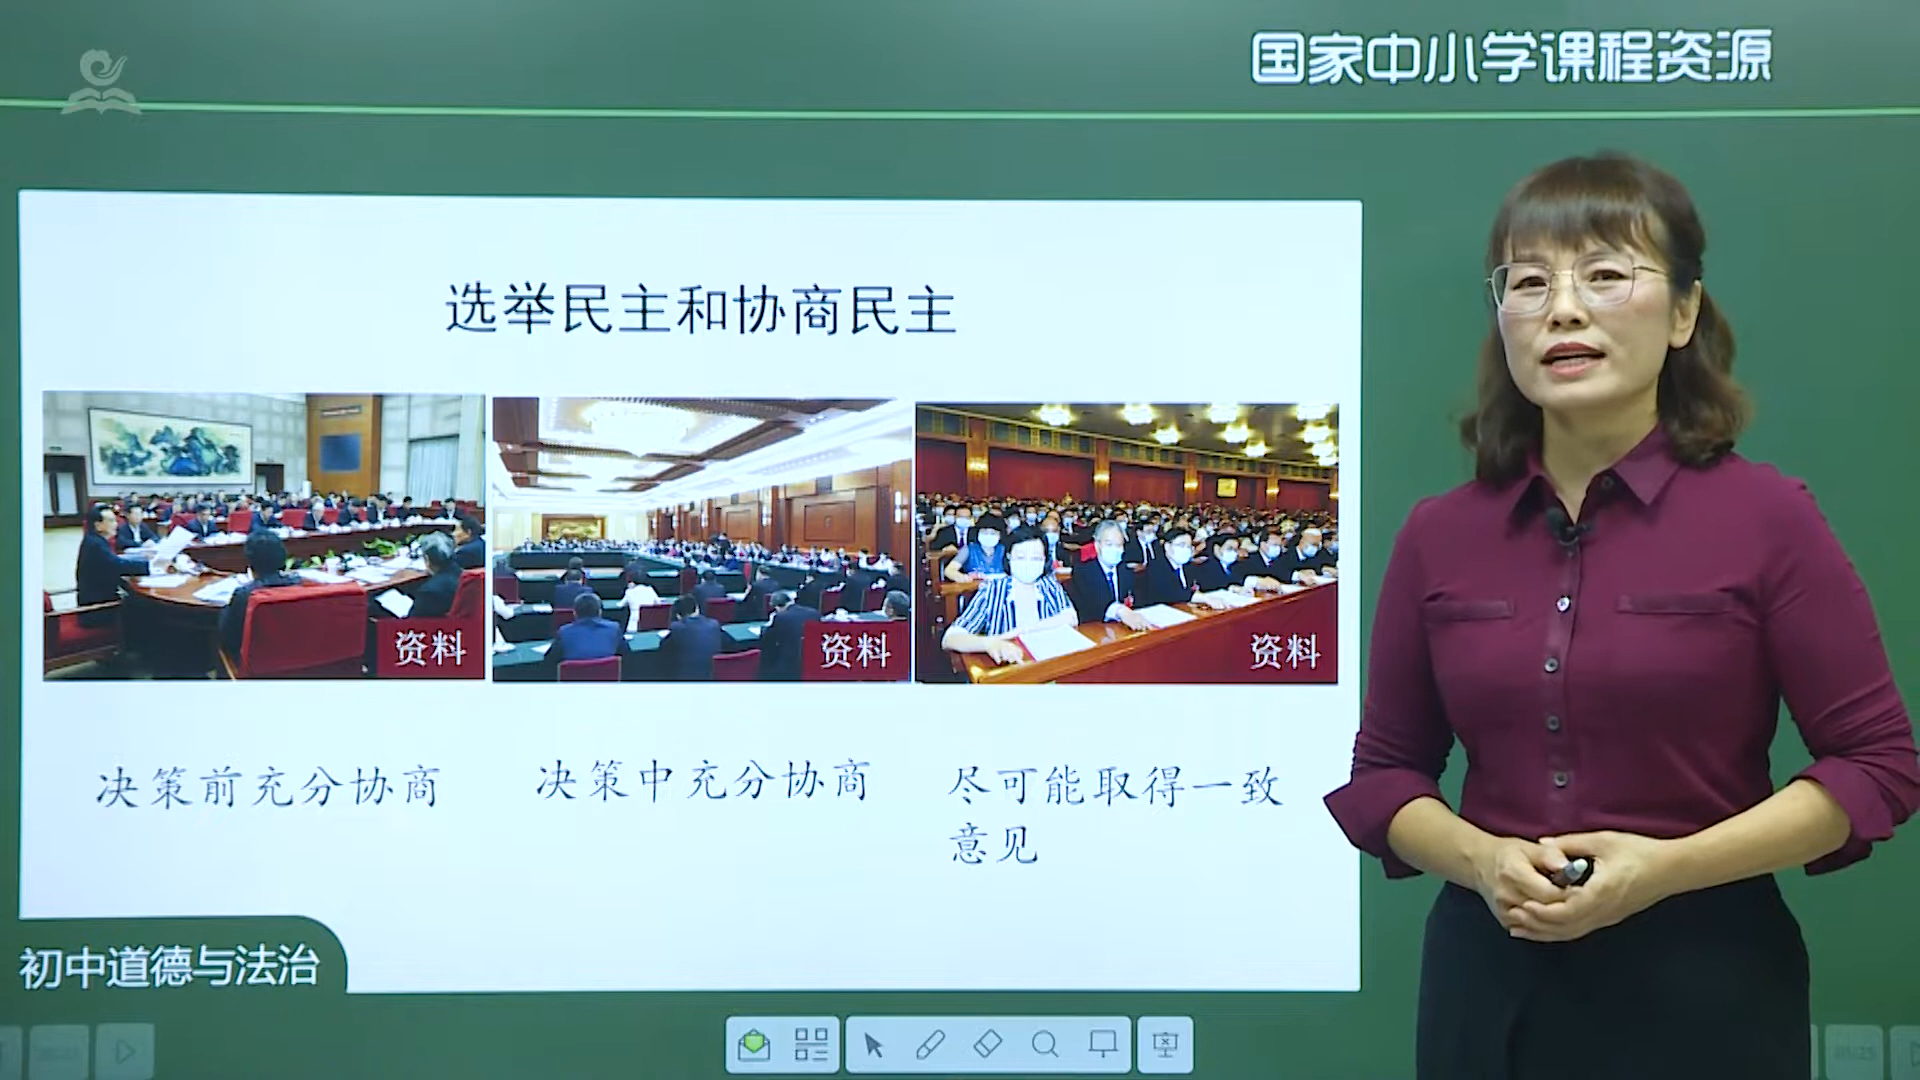 国家中小学课程资源
选举民主和协商民主
资料
资料
资料
决策前充分协商
决策中充分协商
尽可能取得一致
意见
初中道德与法治